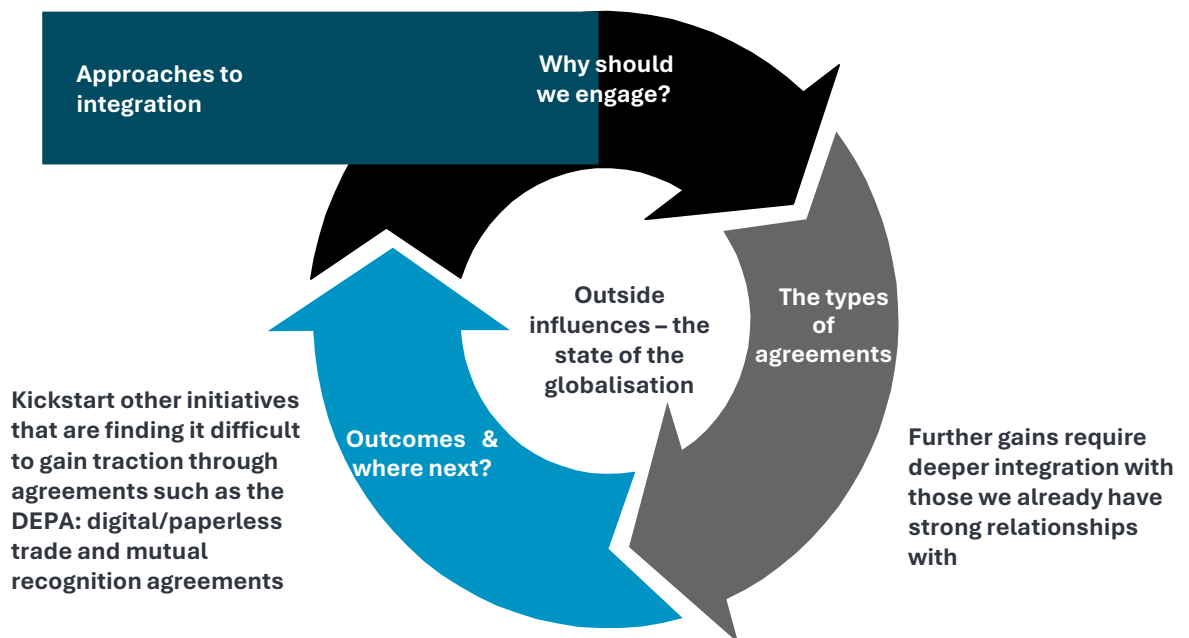 Approaches to
integration
Why should
we engage?
Outside
influences – the
state of the
globalisation
The types
of
agreements
Kickstart other initiatives
that are finding it difficult
to gain traction through
agreements such as the
DEPA: digital/paperless
trade and mutual
recognition agreements
Outcomes &
where next?
Further gains require
deeper integration with
those we already have
strong relationships
with